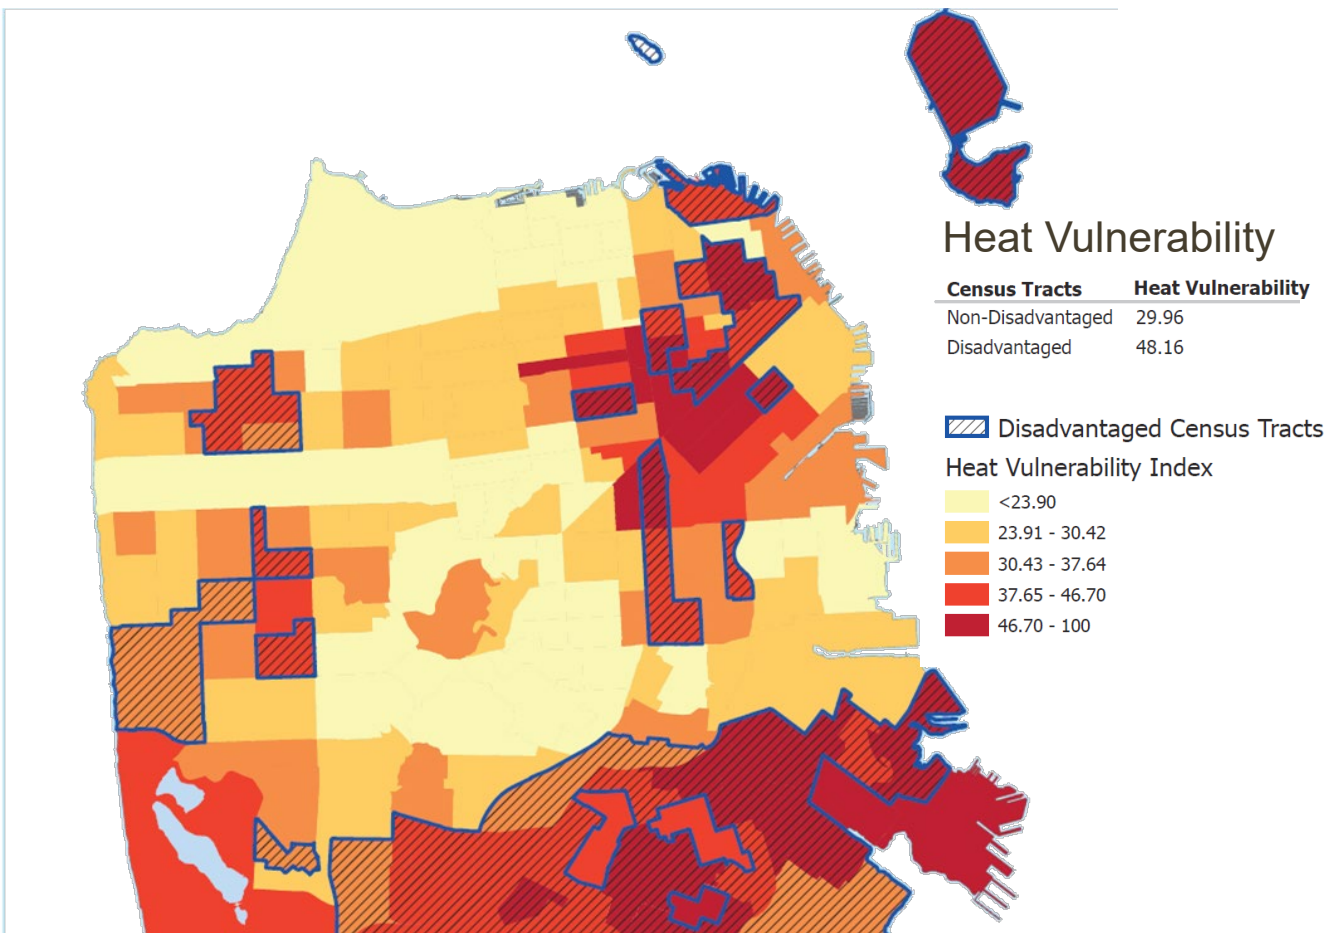 Heat Vulnerability
Census Tracts Heat Vulnerability
Non-Disadvantaged 29.96
Disadvantaged 48.16
Disadvantaged Census Tracts
Heat Vulnerability Index
<23.90
23.91 - 30.42
30.43 - 37.64
37.65 - 46.70
46.70 - 100